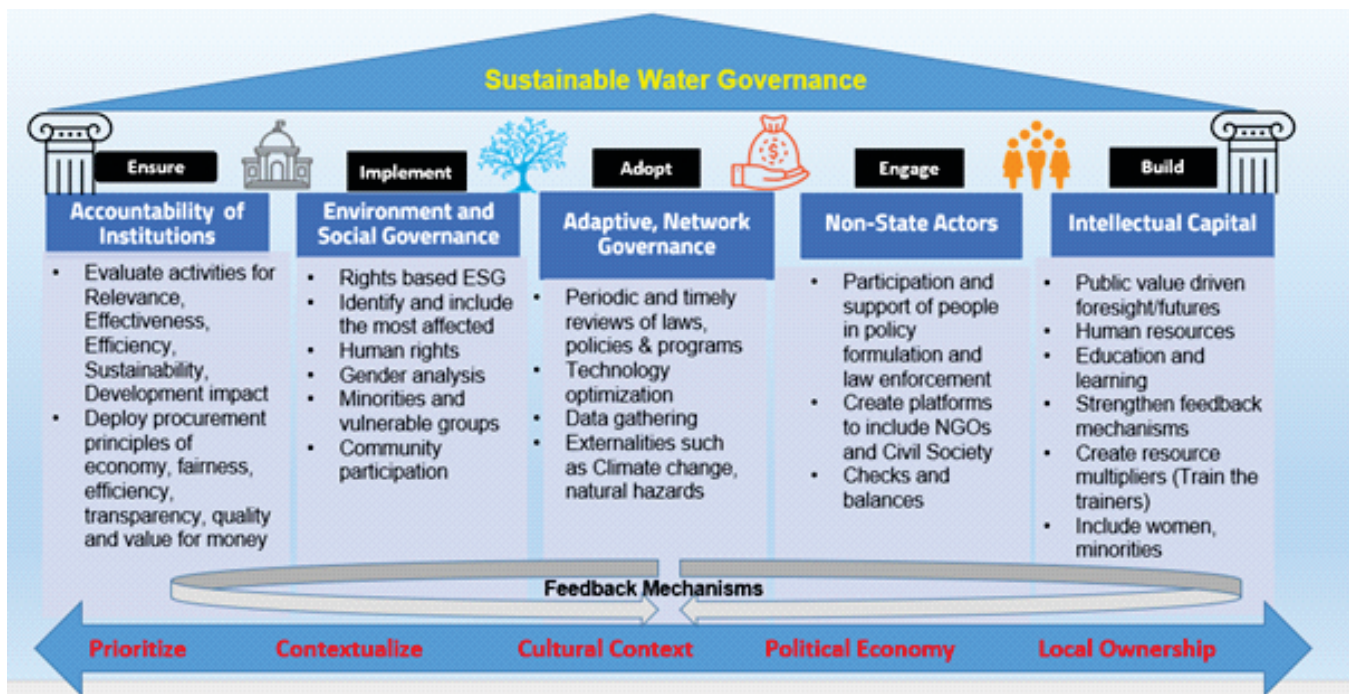 Sustainable Water Governance
Ensure
Implement
Adopt
Engage
Build
Accountability of
Institutions
• Evaluate activities for
Relevance,
Effectiveness,
Efficiency,
Sustainability,
Development impact
• Deploy procurement
principles of
economy, fairness,
efficiency,
transparency, quality
and value for money
Environment and
Social Governance
• Rights based ESG
• Identify and include
the most affected
• Human rights
• Gender analysis
• Minorities and
vulnerable groups
• Community
participation
Adaptive, Network
Governance
• Periodic and timely
reviews of laws,
policies & programs
• Technology
optimization
• Data gathering
• Externalities such
as Climate change,
natural hazards
Non-State Actors
• Participation and
support of people
in policy
formulation and
law enforcement
• Create platforms
to include NGOs
and Civil Society
• Checks and
balances
Intellectual Capital
• Public value driven
foresight/futures
• Human resources
• Education and
learning
• Strengthen feedback
mechanisms
• Create resource
multipliers (Train the
trainers)
• Include women,
minorities
Feedback Mechanisms
Prioritize Contextualize Cultural Context Political Economy Local Ownership